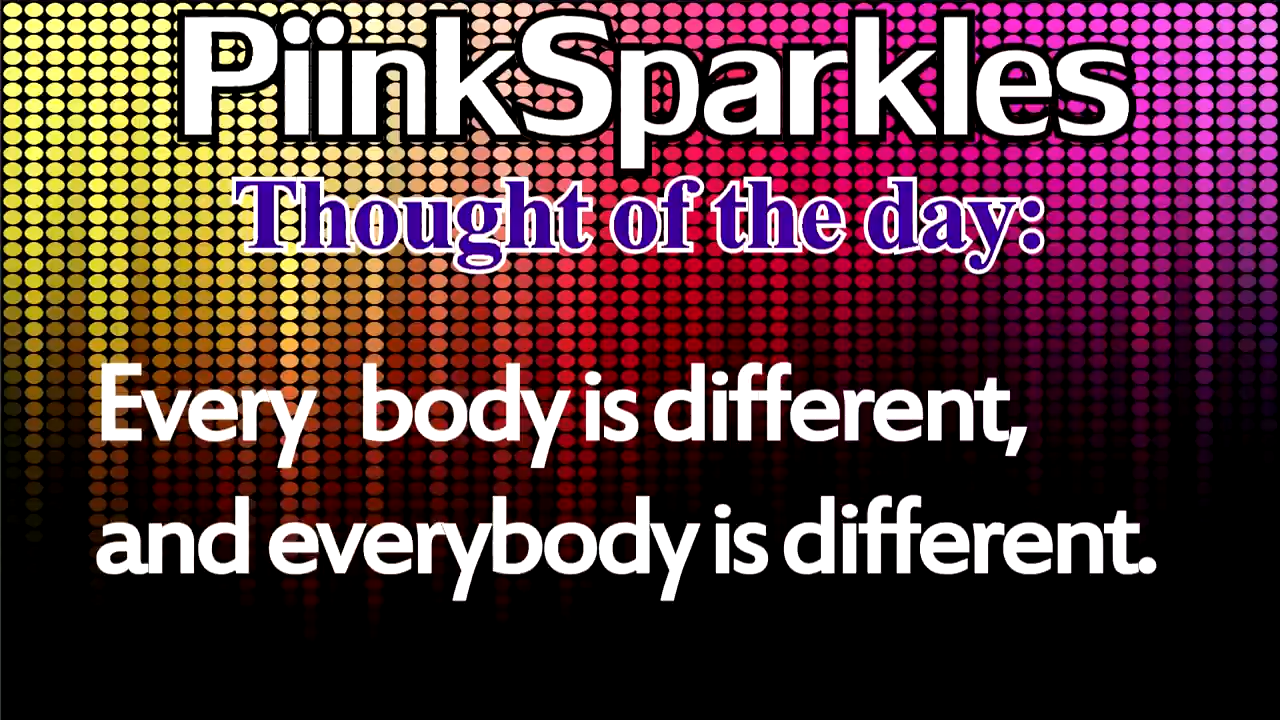 PiinkSparkles
Thought of the day:
Every body is different,
and everybody is different.